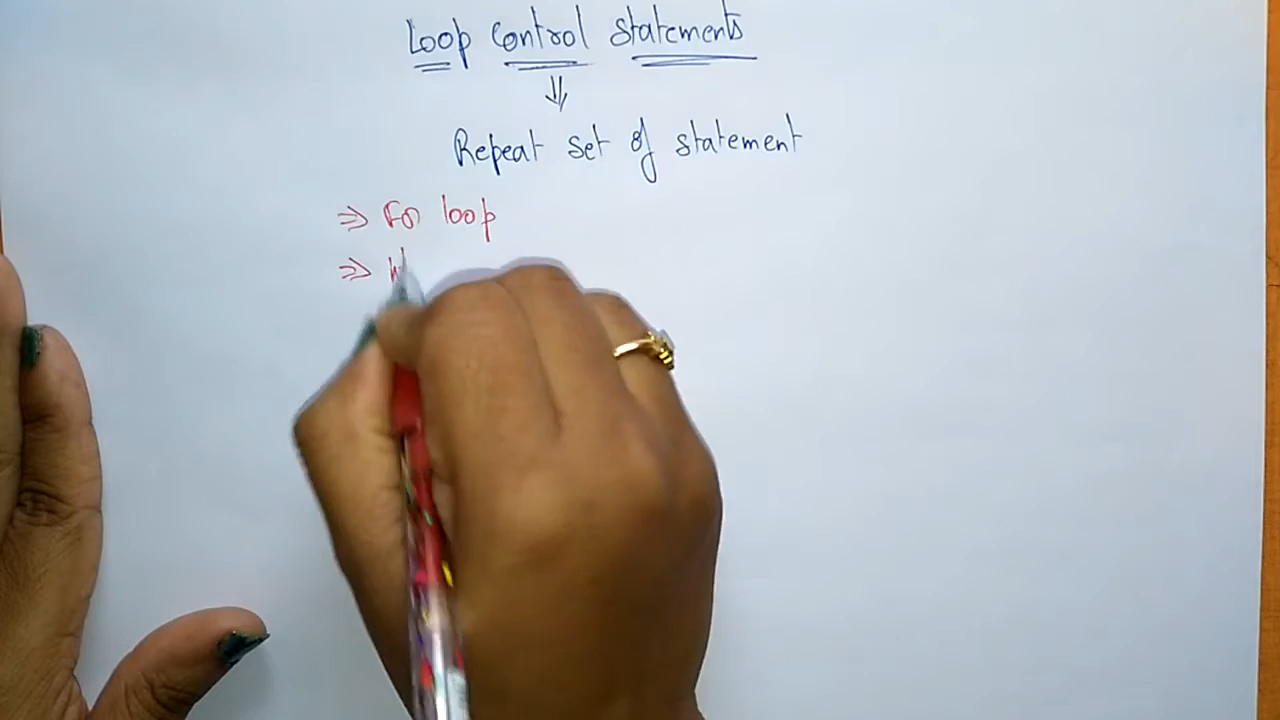 Loop Control Statements
⇓
Repeat set of statement
⇒ For loop
⇒ W